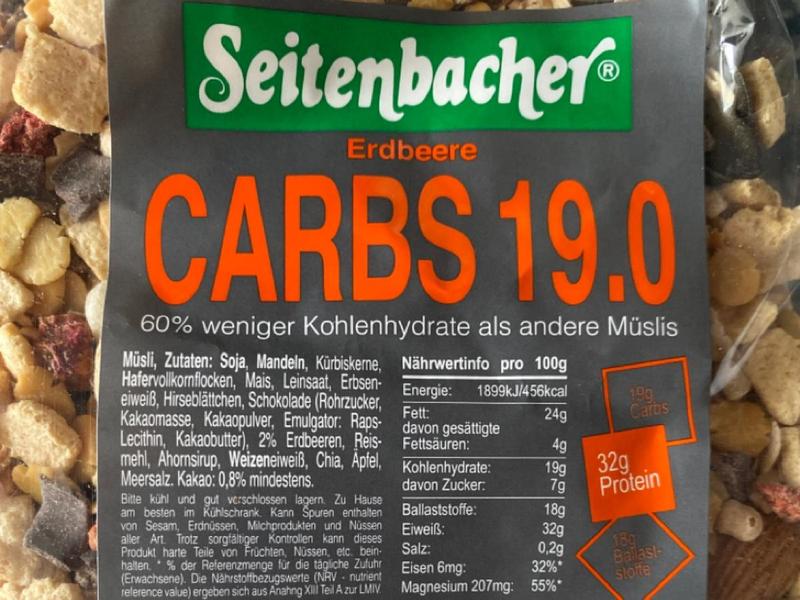 Seitenbacher®
Erdbeere
CARBS 19.0
60% weniger Kohlenhydrate als andere Müslis
Müsli, Zutaten: Soja, Mandeln, Kürbiskerne,
Hafervollkornflocken, Mais, Leinsaat, Erbsen-
eiweiß, Hirseblättchen, Schokolade (Rohrzucker,
Kakaomasse, Kakaopulver, Emulgator: Raps-
Lecithin, Kakaobutter), 2% Erdbeeren, Reis-
mehl, Ahornsirup, Weizeneiweiß, Chia, Äpfel,
Meersalz. Kakao: 0,8% mindestens.
Bitte kühl und gut verschlossen lagern. Zu Hause
am besten im Kühlschrank. Kann Spuren enthalten
von Sesam, Erdnüssen, Milchprodukten und Nüssen
aller Art. Trotz sorgfältiger Kontrollen kann dieses
Produkt harte Teile von Früchten, Nüssen, etc. bein-
halten. * % der Referenzmenge für die tägliche Zufuhr
(Erwachsene). Die Nährstoffbezugswerte (NRV - nutrient
reference value) ergeben sich aus Anahng XIII Teil A zur LMIV.
Nährwertinfo pro 100g
Energie: 1899kJ/456kcal
Fett: 24g
davon gesättigte
Fettsäuren: 4g
Kohlenhydrate: 19g
davon Zucker: 7g
Ballaststoffe: 18g
Eiweiß: 32g
Salz: 0,2g
Eisen 6mg: 32%*
Magnesium 207mg: 55%*
19g
Carbs
32g
Protein
18g
Ballast-
stoffe